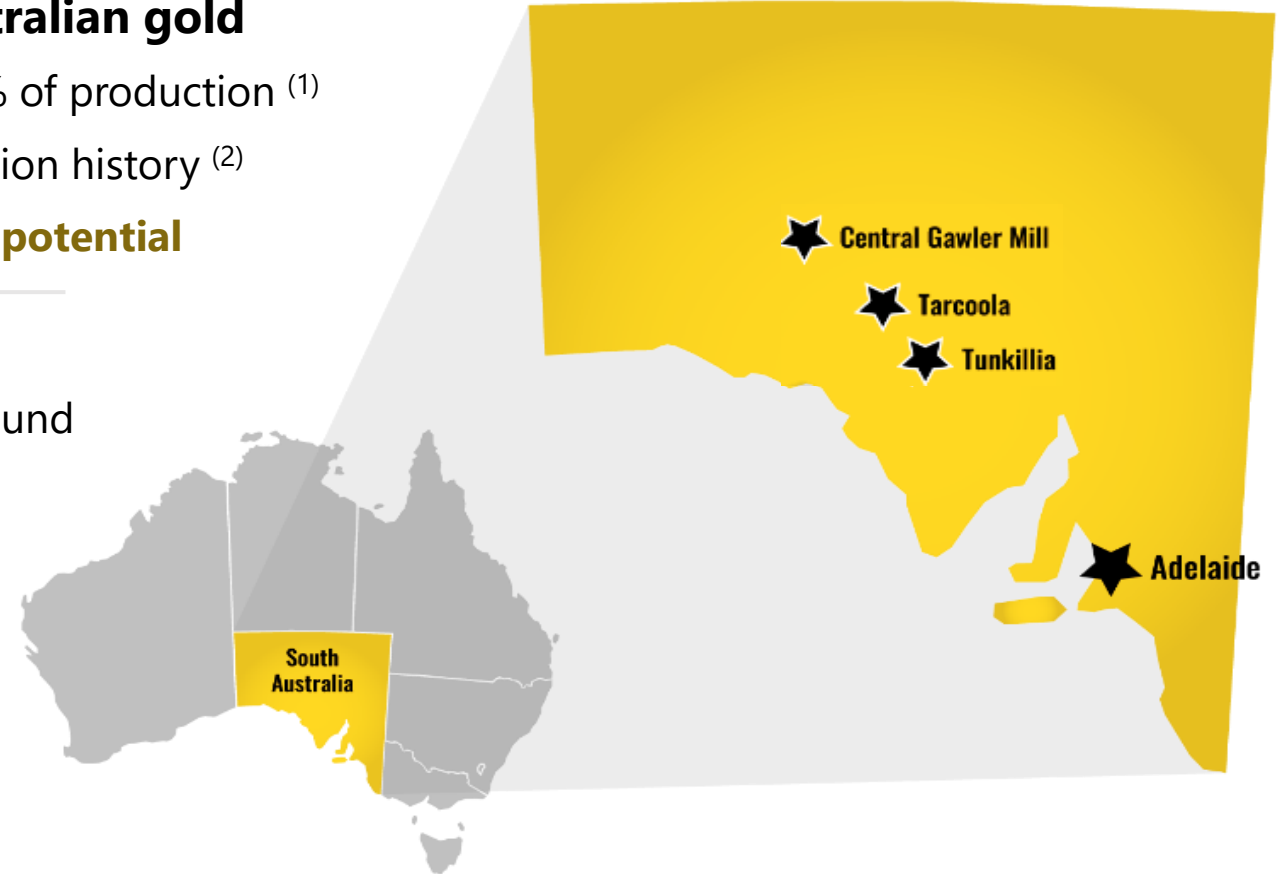 tralian gold
% of production (1)
ion history (2)
potential
und
Central Gawler Mill
Tarcoola
Tunkillia
Adelaide
South
Australia